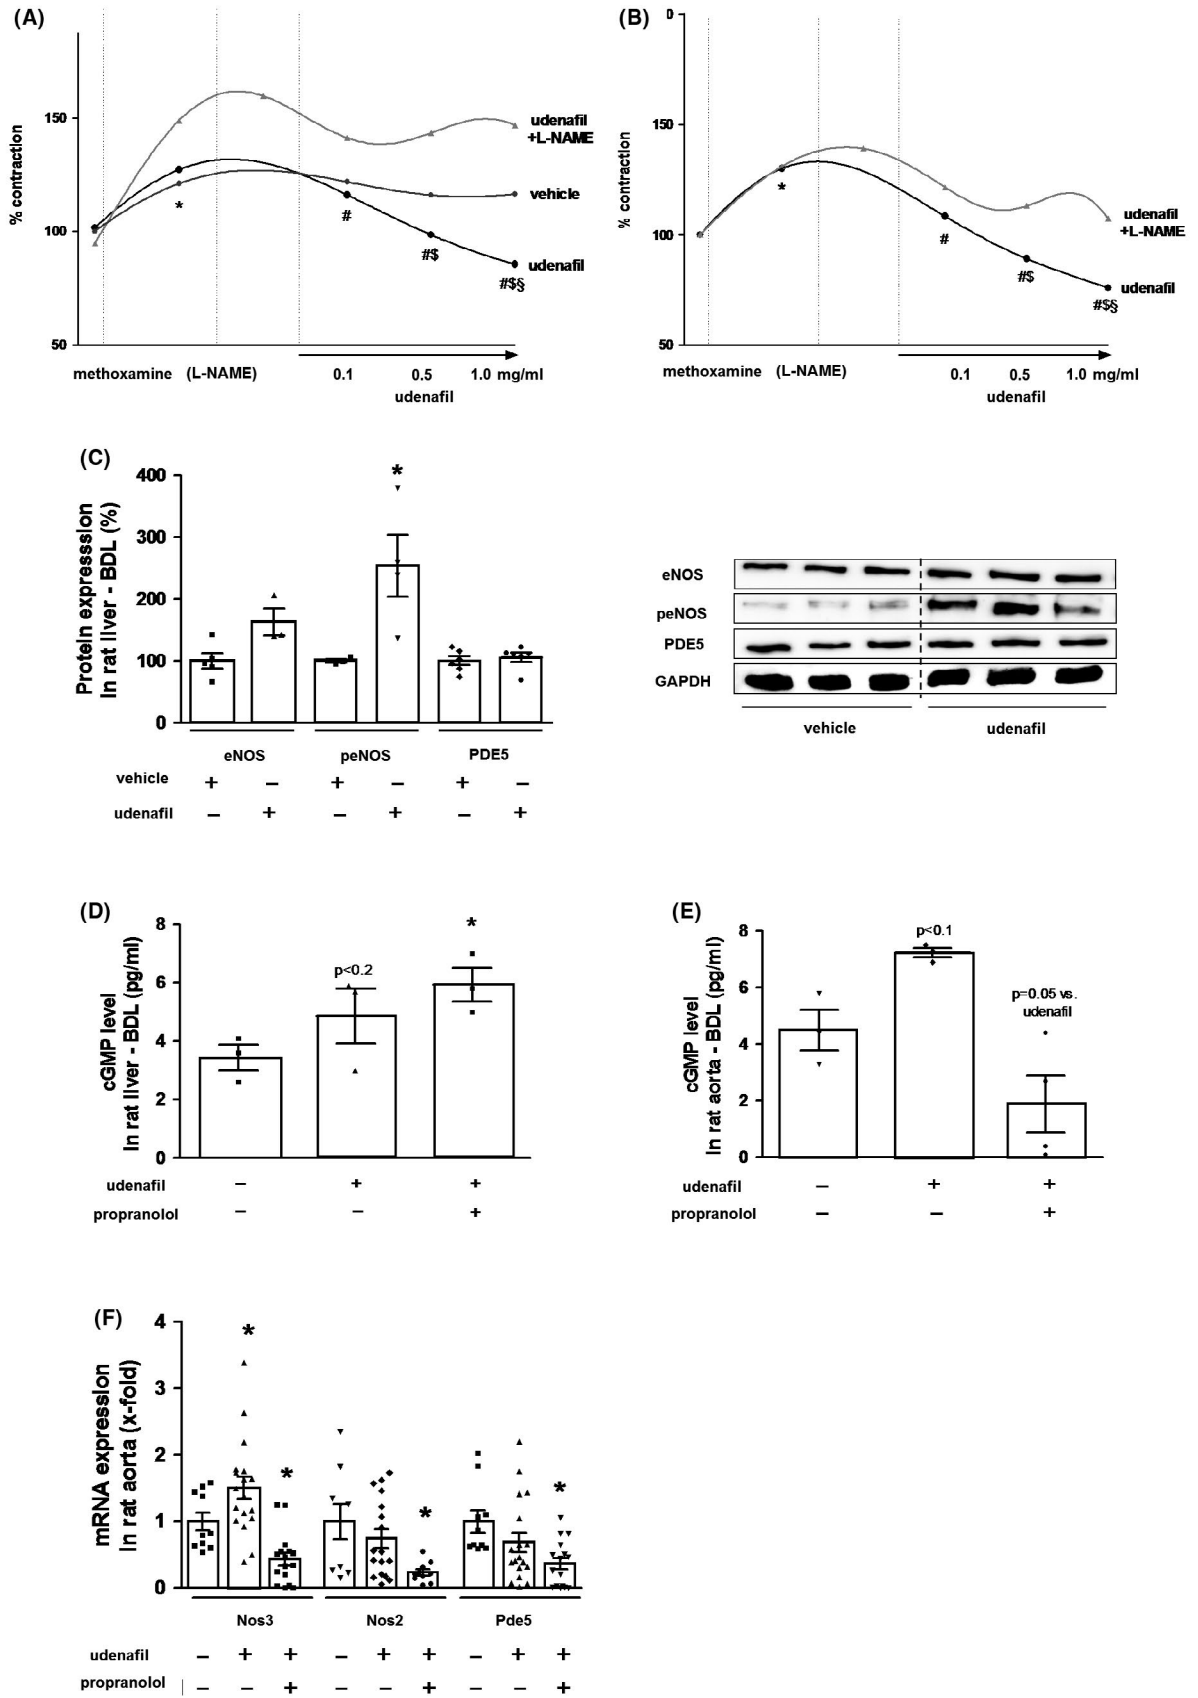 (A)
% contraction
150
100
50
udenafil
+L-NAME
vehicle
udenafil
*
#
#$
#$§
methoxamine (L-NAME) 0.1 0.5 1.0 mg/ml
udenafil
(B)
% contraction
0
150
100
50
udenafil
+L-NAME
udenafil
*
#
#$
#$§
methoxamine (L-NAME) 0.1 0.5 1.0 mg/ml
udenafil
(C)
Protein expresssion
In rat liver - BDL (%)
400
300
200
100
0
*
eNOS peNOS PDE5
vehicle + – + – + –
udenafil – + – + – +
eNOS
peNOS
PDE5
GAPDH
vehicle udenafil
(D)
cGMP level
In rat liver - BDL (pg/ml)
8
6
4
2
0
p<0.2
*
udenafil – + +
propranolol – – +
(E)
cGMP level
In rat aorta - BDL (pg/ml)
8
6
4
2
0
p<0.1
p=0.05 vs.
udenafil
udenafil – + +
propranolol – – +
(F)
mRNA expression
In rat aorta (x-fold)
4
3
2
1
0
*
*
*
*
Nos3 Nos2 Pde5
udenafil – + + – + + – + +
propranolol – – + – – + – – +